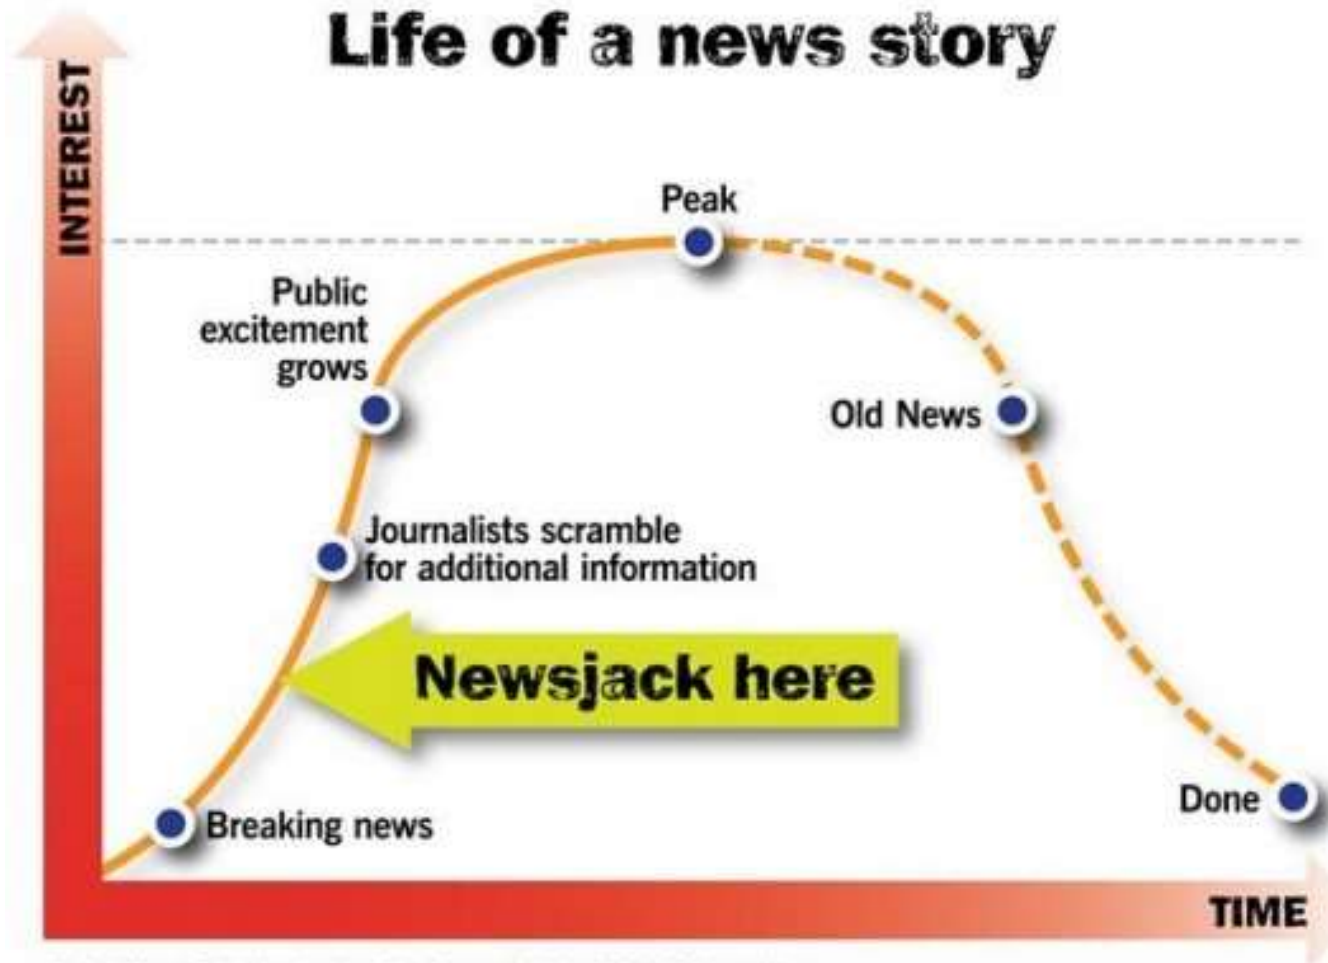 Life of a news story
INTEREST
Peak
Public
excitement
grows
Old News
Journalists scramble
for additional information
Newsjack here
Breaking news
Done
TIME